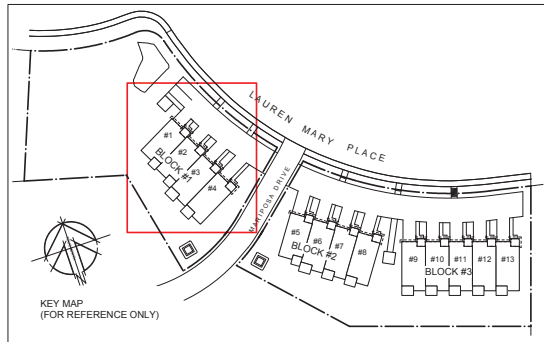 LAUREN MARY PLACE
MARIPOSA DRIVE
#1
#2
#3
#4
BLOCK #1
#5
#6
#7
#8
BLOCK #2
#9
#10
#11
#12
#13
BLOCK #3
KEY MAP
(FOR REFERENCE ONLY)